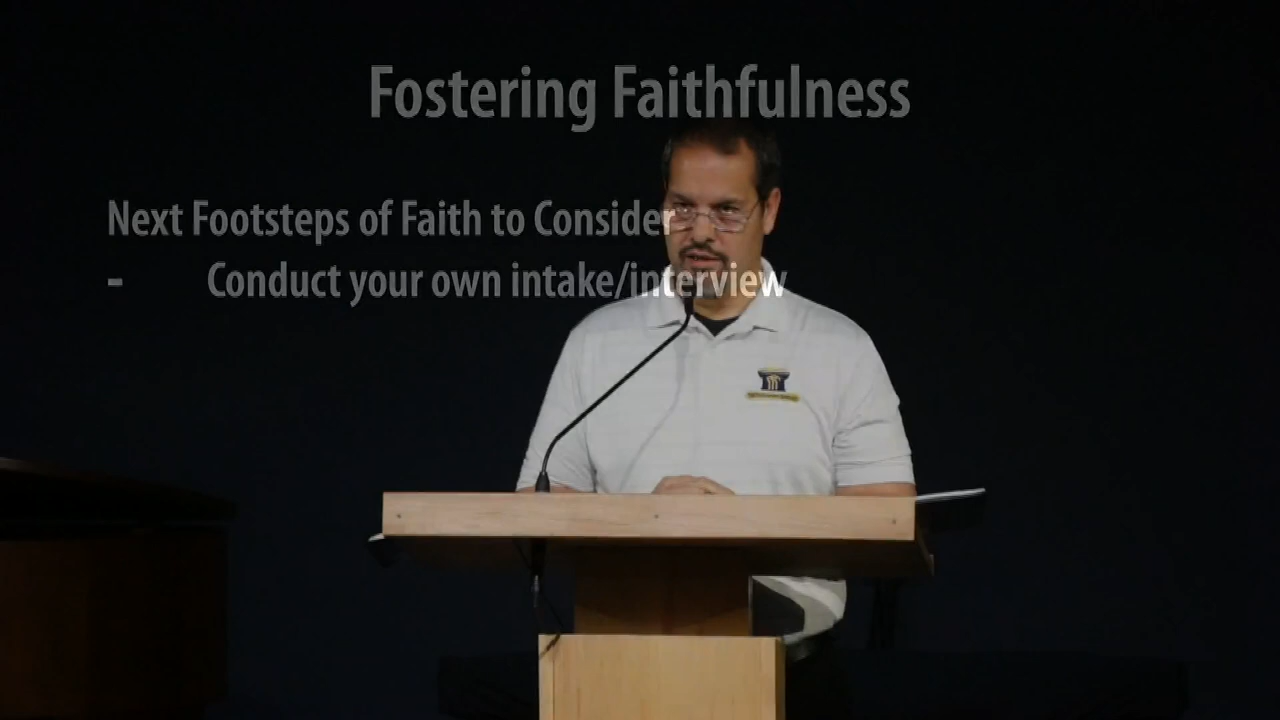 Fostering Faithfulness
Next Footsteps of Faith to Consider
- Conduct your own intake/interview